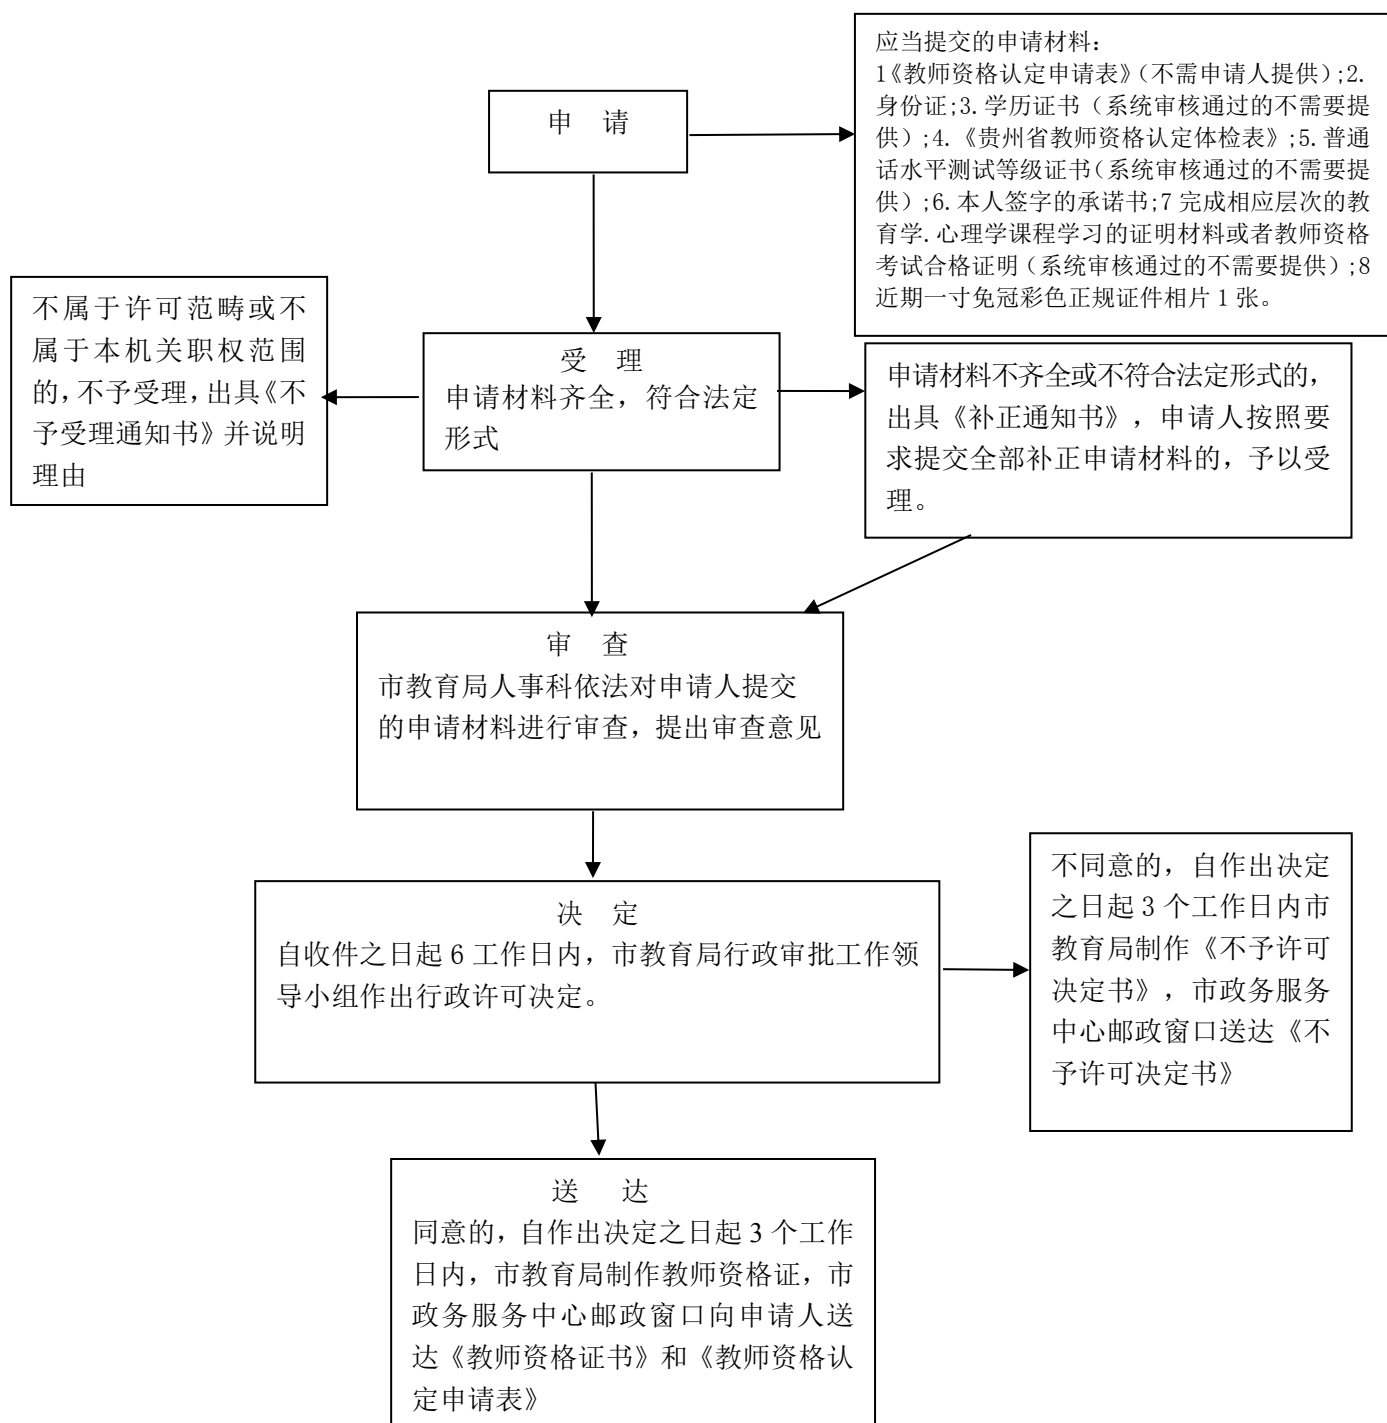 申 请
应当提交的申请材料：
1《教师资格认定申请表》（不需申请人提供）;2.
身份证;3.学历证书（系统审核通过的不需要提
供）;4.《贵州省教师资格认定体检表》;5.普通
话水平测试等级证书（系统审核通过的不需要提
供）;6.本人签字的承诺书;7 完成相应层次的教
育学.心理学课程学习的证明材料或者教师资格
考试合格证明（系统审核通过的不需要提供）;8
近期一寸免冠彩色正规证件相片 1 张。
不属于许可范畴或不
属于本机关职权范围
的，不予受理，出具《不
予受理通知书》并说明
理由
受 理
申请材料齐全，符合法定
形式
申请材料不齐全或不符合法定形式的，
出具《补正通知书》，申请人按照要
求提交全部补正申请材料的，予以受
理。
审 查
市教育局人事科依法对申请人提交
的申请材料进行审查，提出审查意见
决 定
自收件之日起 6 工作日内，市教育局行政审批工作领
导小组作出行政许可决定。
不同意的，自作出决定
之日起 3 个工作日内市
教育局制作《不予许可
决定书》，市政务服务
中心邮政窗口送达《不
予许可决定书》
送 达
同意的，自作出决定之日起 3 个工作
日内，市教育局制作教师资格证，市
政务服务中心邮政窗口向申请人送
达《教师资格证书》和《教师资格认
定申请表》